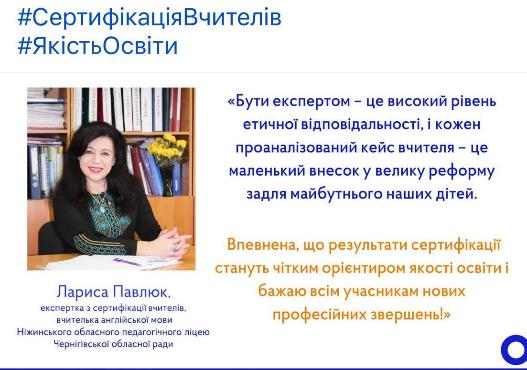 #СертифікаціяВчителів
#ЯкістьОсвіти
«Бути експертом – це високий рівень
етичної відповідальності, і кожен
проаналізований кейс вчителя – це
маленький внесок у велику реформу
задля майбутнього наших дітей.
Впевнена, що результати сертифікації
стануть чітким орієнтиром якості освіти і
бажаю всім учасникам нових
професійних звершень!»
Лариса Павлюк,
експертка з сертифікації вчителів,
вчителька англійської мови
Ніжинського обласного педагогічного ліцею
Чернігівської обласної ради